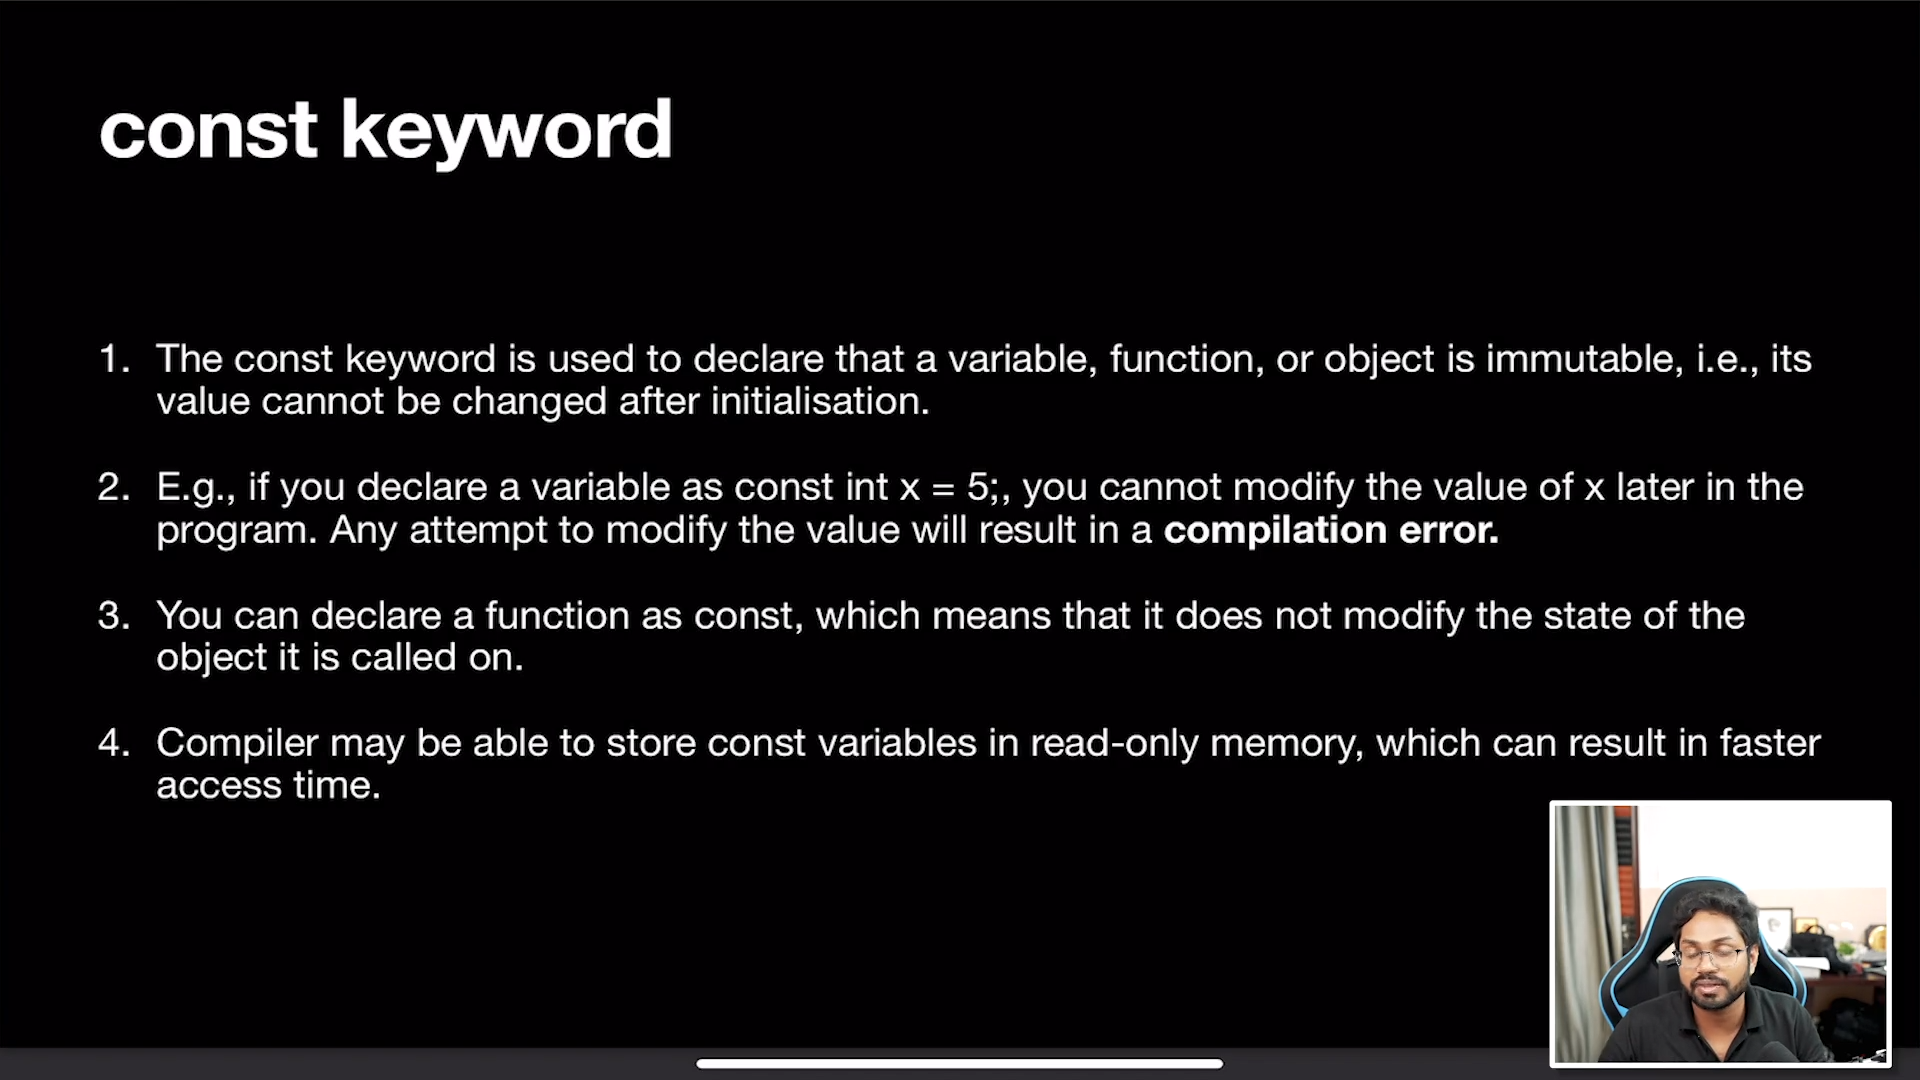 const keyword
1. The const keyword is used to declare that a variable, function, or object is immutable, i.e., its
value cannot be changed after initialisation.
2. E.g., if you declare a variable as const int x = 5;, you cannot modify the value of x later in the
program. Any attempt to modify the value will result in a compilation error.
3. You can declare a function as const, which means that it does not modify the state of the
object it is called on.
4. Compiler may be able to store const variables in read-only memory, which can result in faster
access time.